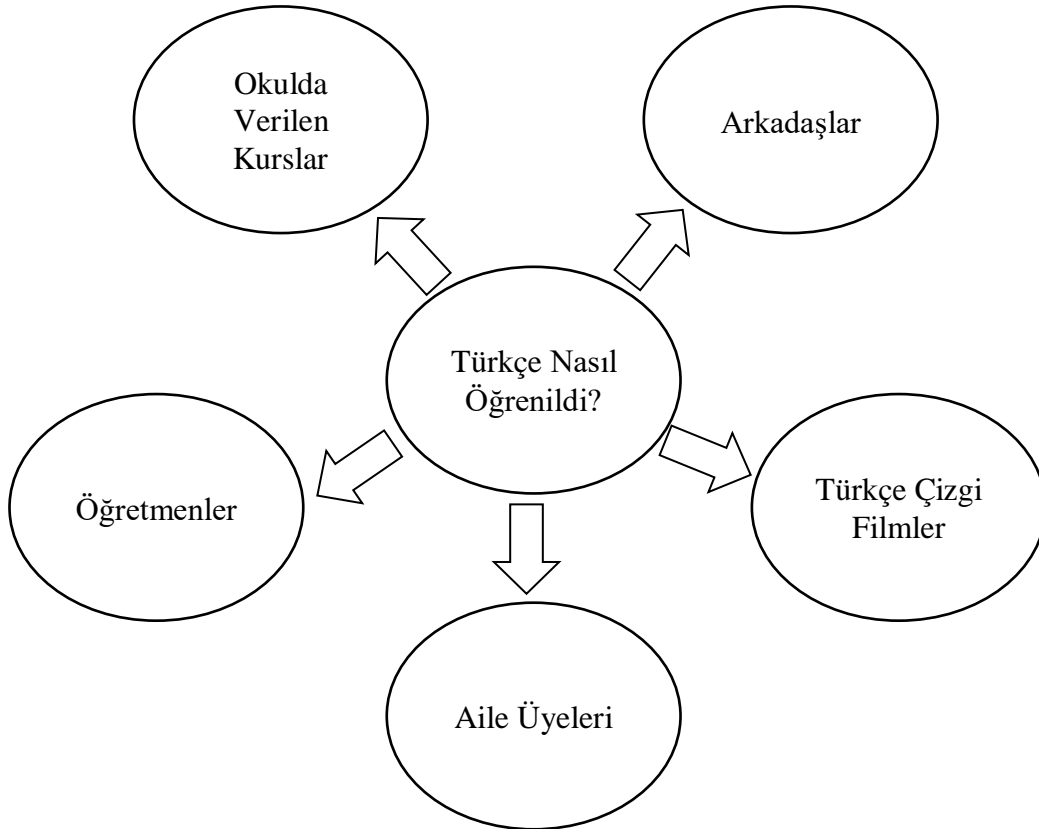 Okulda
Verilen
Kurslar
Arkadaşlar
Türkçe Nasıl
Öğrenildi?
Öğretmenler
Türkçe Çizgi
Filmler
Aile Üyeleri